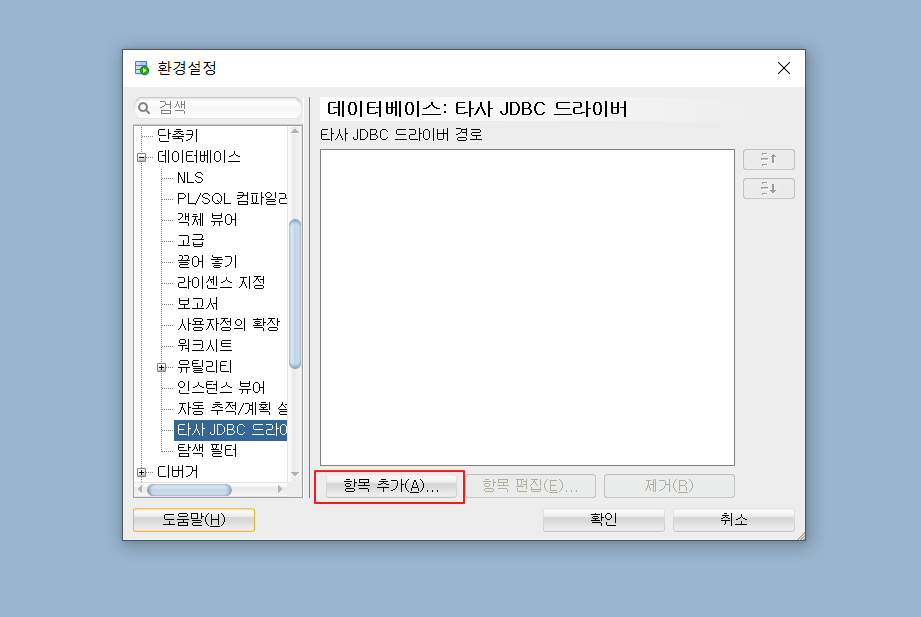 환경설정
검색
단축키
데이터베이스
NLS
PL/SQL 컴파일러
객체 뷰어
고급
끌어 놓기
라이센스 지정
보고서
사용자정의 확장
워크시트
유틸리티
인스턴스 뷰어
자동 추적/계획 설
타사 JDBC 드라이
탐색 필터
디버거
데이터베이스: 타사 JDBC 드라이버
타사 JDBC 드라이버 경로
항목 추가(A)... 항목 편집(E)... 제거(R)
도움말(H) 확인 취소